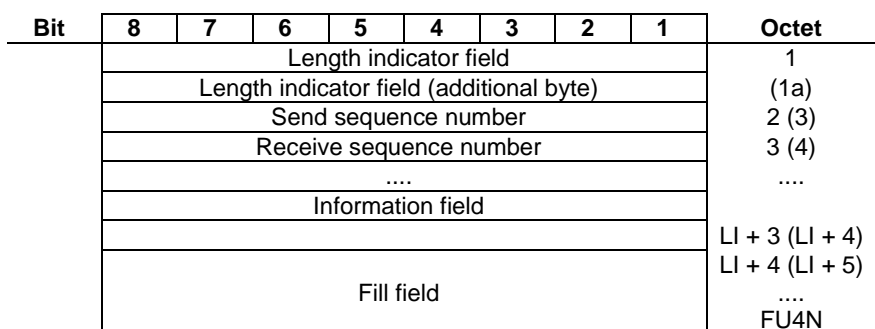 Bit 8 7 6 5 4 3 2 1 Octet
Length indicator field 1
Length indicator field (additional byte) (1a)
Send sequence number 2 (3)
Receive sequence number 3 (4)
.... ....
Information field
LI + 3 (LI + 4)
LI + 4 (LI + 5)
Fill field ....
FU4N